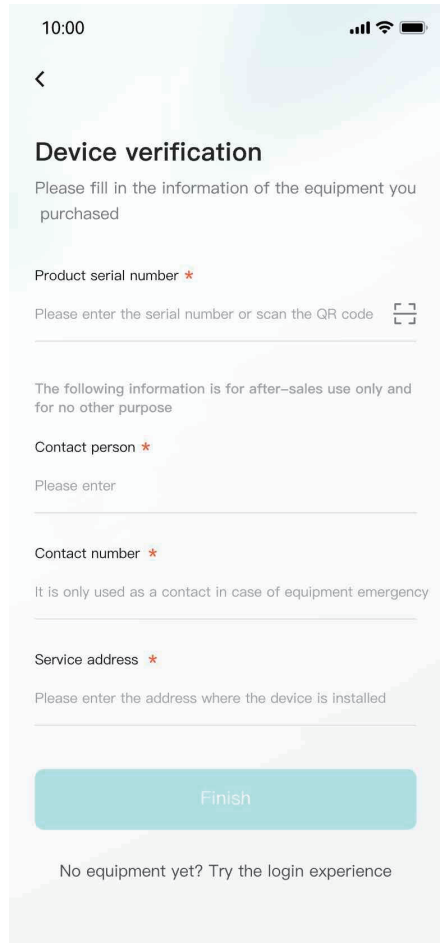 10:00
Device verification
Please fill in the information of the equipment you
purchased
Product serial number *
Please enter the serial number or scan the QR code
The following information is for after-sales use only and
for no other purpose
Contact person *
Please enter
Contact number *
It is only used as a contact in case of equipment emergency
Service address *
Please enter the address where the device is installed
Finish
No equipment yet? Try the login experience